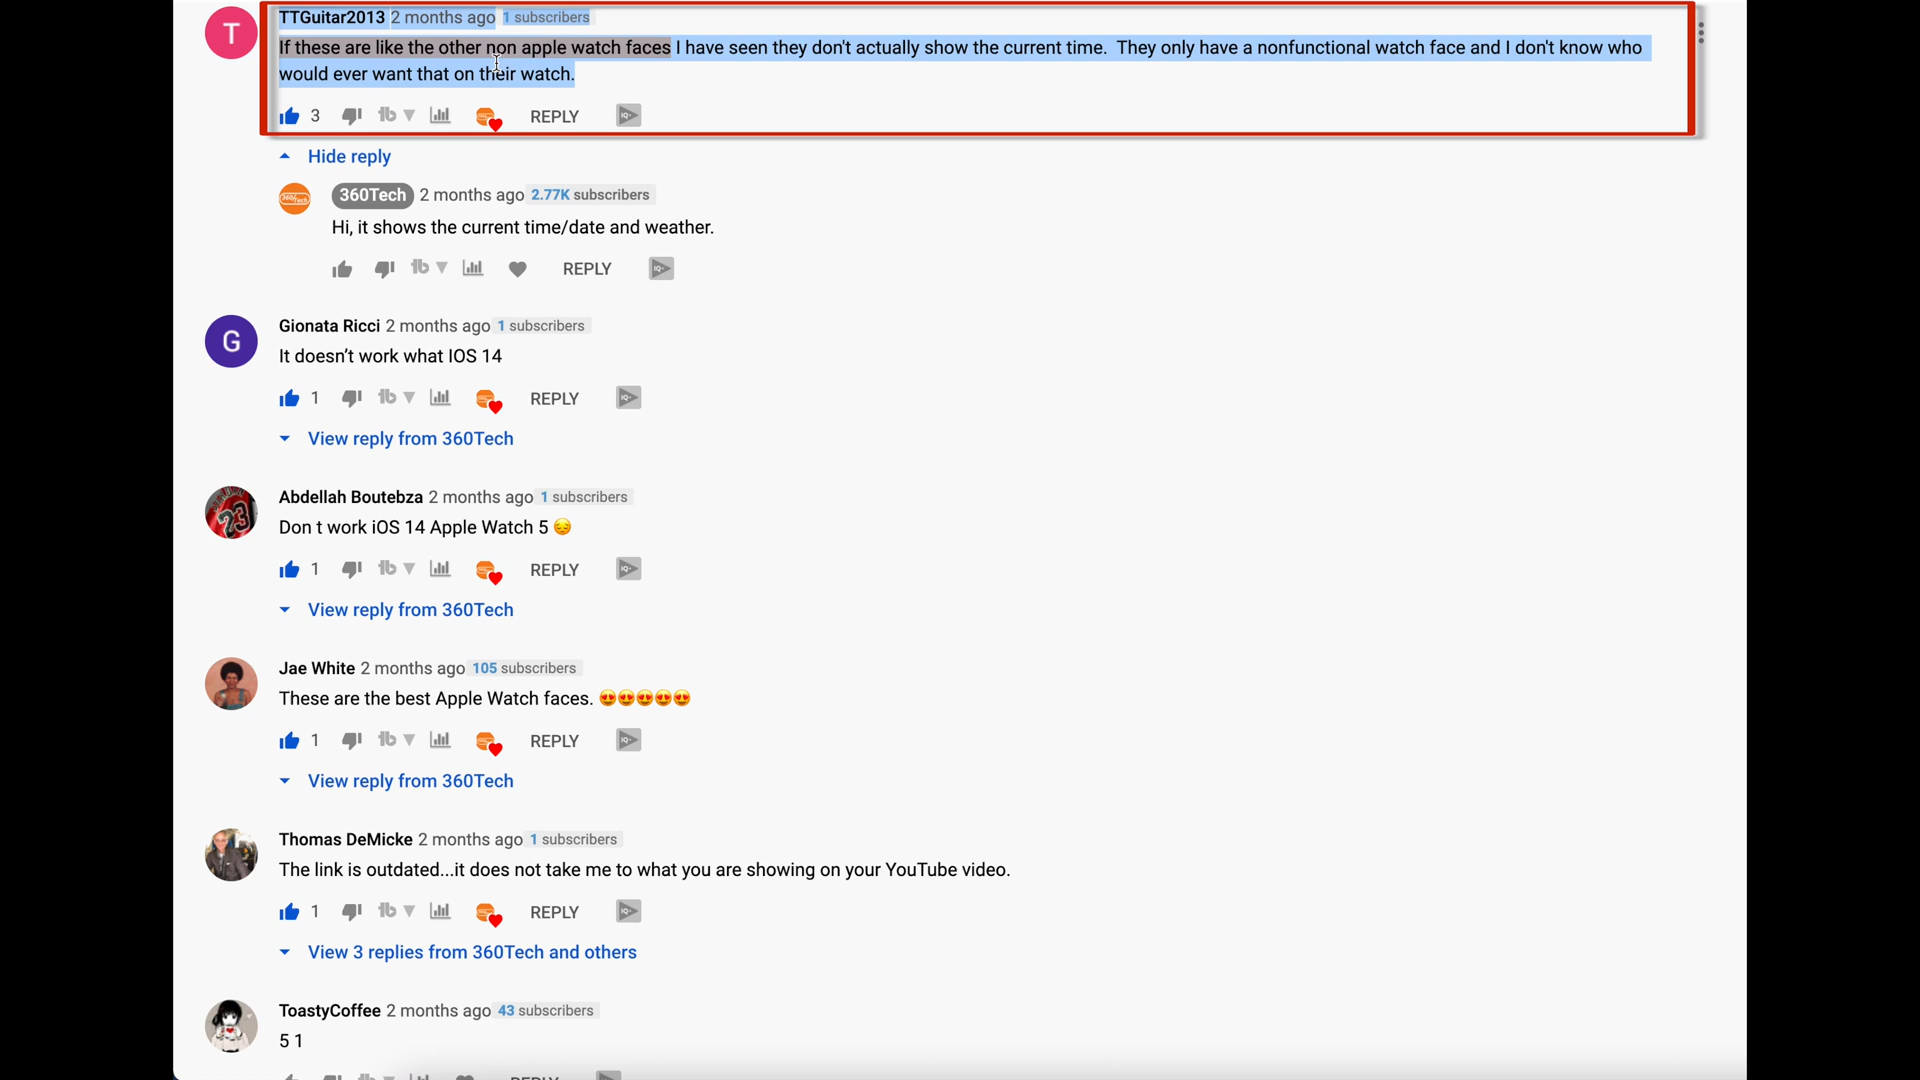 T
TTGuitar2013 2 months ago 1 subscribers
If these are like the other non apple watch faces I have seen they don't actually show the current time.  They only have a nonfunctional watch face and I don't know who
would ever want that on their watch.
3 REPLY
Hide reply
360Tech 2 months ago 2.77K subscribers
Hi, it shows the current time/date and weather.
REPLY
G
Gionata Ricci 2 months ago 1 subscribers
It doesn’t work what IOS 14
1 REPLY
View reply from 360Tech
Abdellah Boutebza 2 months ago 1 subscribers
Don t work iOS 14 Apple Watch 5 😔
1 REPLY
View reply from 360Tech
Jae White 2 months ago 105 subscribers
These are the best Apple Watch faces. 😍😍😍😍😍
1 REPLY
View reply from 360Tech
Thomas DeMicke 2 months ago 1 subscribers
The link is outdated...it does not take me to what you are showing on your YouTube video.
1 REPLY
View 3 replies from 360Tech and others
ToastyCoffee 2 months ago 43 subscribers
5 1
REPLY